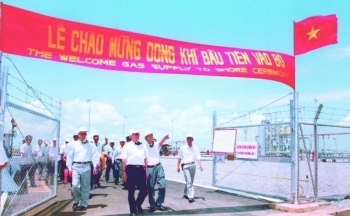 LỄ CHÀO MỪNG DÒNG KHÍ ĐẦU TIÊN VÀO BỜ
THE WELCOME GAS SUPPLY TO SHORE CEREMONY